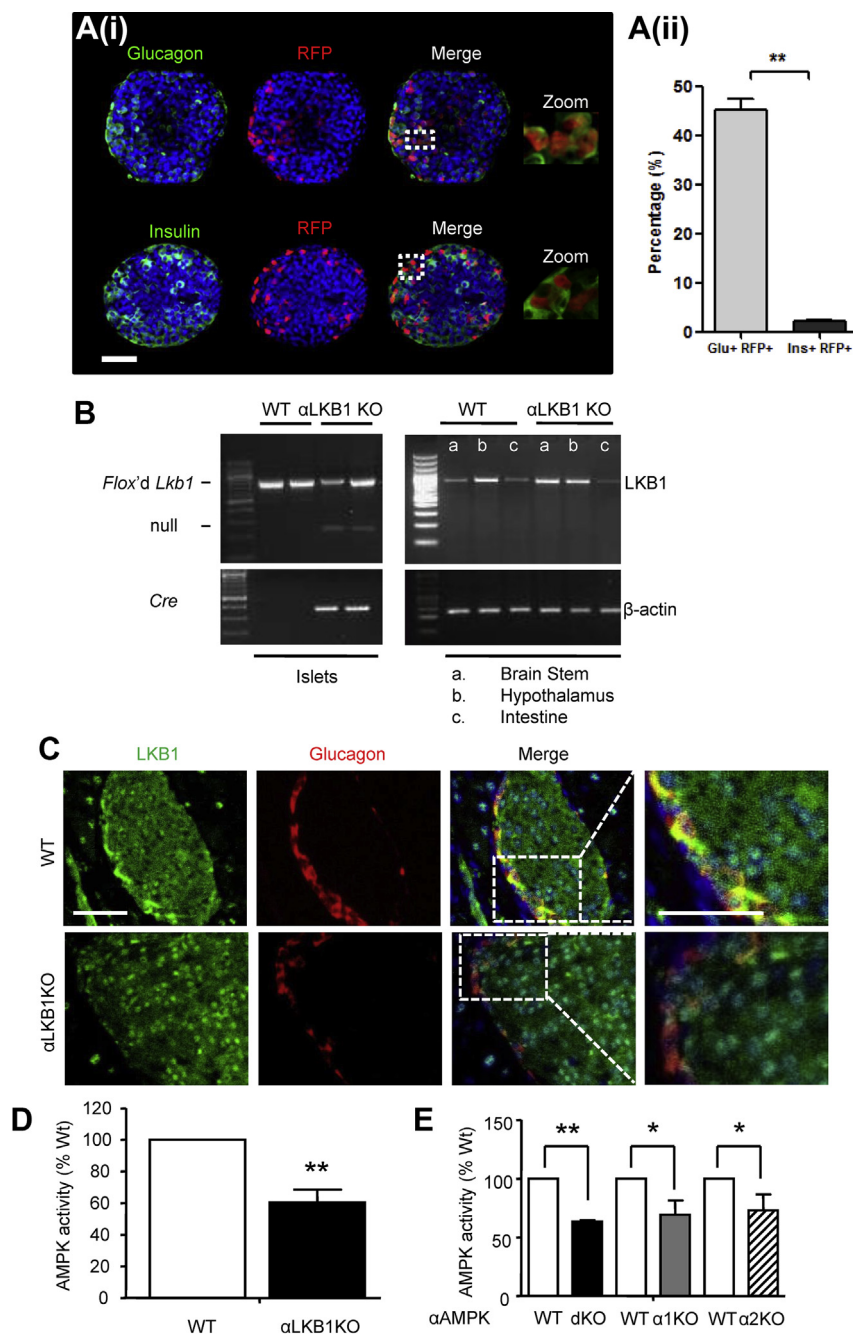 A(i)
Glucagon RFP Merge
Zoom
Insulin RFP Merge
Zoom
A(ii)
**
50
40
30
20
10
0
Percentage (%)
Glu+ RFP+ Ins+ RFP+
B
WT αLKB1 KO
Flox'd Lkb1
null
Cre
Islets
WT αLKB1 KO
a b c a b c
LKB1
β-actin
a. Brain Stem
b. Hypothalamus
c. Intestine
C
LKB1 Glucagon Merge
WT
αLKB1KO
D
AMPK activity (% Wt)
120
100
80
60
40
20
0
**
WT αLKB1KO
E
AMPK activity (% Wt)
150
100
50
0
** * *
αAMPK WT dKO WT α1KO WT α2KO